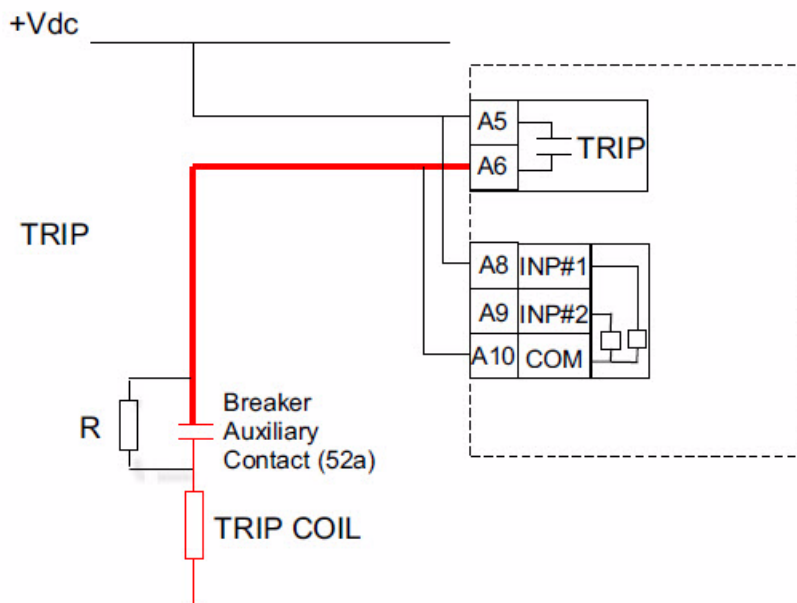 +Vdc
A5
TRIP
A6
TRIP
A8 INP#1
A9 INP#2
A10 COM
R
Breaker
Auxiliary
Contact (52a)
TRIP COIL